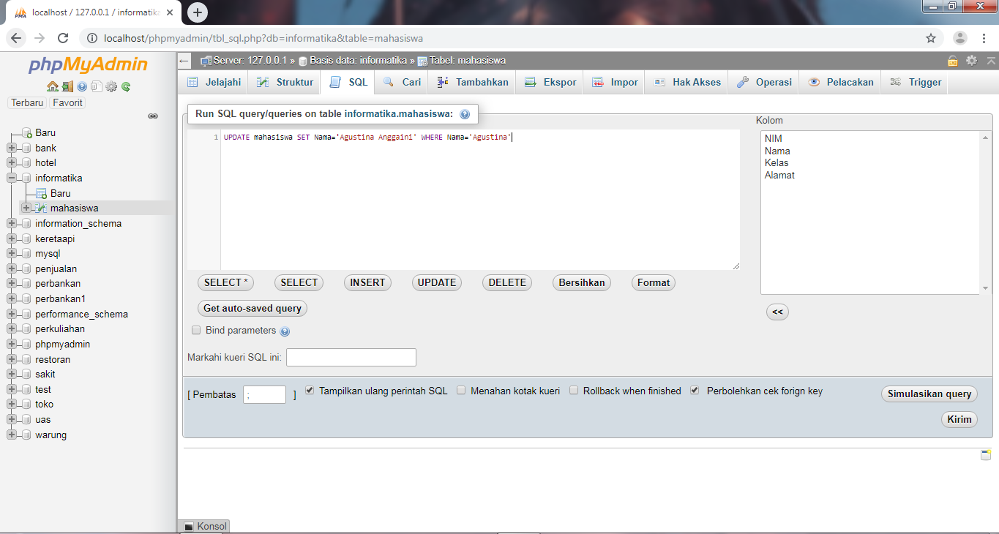 localhost / 127.0.0.1 / informatika
localhost/phpmyadmin/tbl_sql.php?db=informatika&table=mahasiswa
phpMyAdmin
Terbaru Favorit
Baru
bank
hotel
informatika
Baru
mahasiswa
information_schema
keretaapi
mysql
penjualan
perbankan
perbankan1
performance_schema
perkuliahan
phpmyadmin
restoran
sakit
test
toko
uas
warung
Server: 127.0.0.1 » Basis data: informatika » Tabel: mahasiswa
Jelajahi Struktur SQL Cari Tambahkan Ekspor Impor Hak Akses Operasi Pelacakan Trigger
Run SQL query/queries on table informatika.mahasiswa:
1 UPDATE mahasiswa SET Nama='Agustina Anggaini' WHERE Nama='Agustina'
Kolom
NIM
Nama
Kelas
Alamat
<<
SELECT * SELECT INSERT UPDATE DELETE Bersihkan Format
Get auto-saved query
Bind parameters
Markahi kueri SQL ini:
[ Pembatas ; ] Tampilkan ulang perintah SQL Menahan kotak kueri Rollback when finished Perbolehkan cek forign key
Simulasikan query
Kirim
Konsol